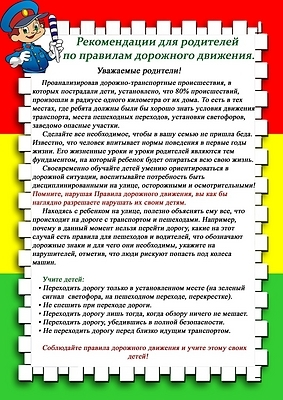 Рекомендации для родителей
по правилам дорожного движения.
Уважаемые родители!
Проанализировав дорожно-транспортные происшествия, в
которых пострадали дети, установлено, что 80% происшествий,
произошли в радиусе одного километра от их дома. То есть в тех
местах, где ребята должны были бы хорошо знать условия движения
транспорта, места пешеходных переходов, установки светофоров,
заведомо опасные участки.
Сделайте все необходимое, чтобы в вашу семью не пришла беда.
Известно, что человек впитывает нормы поведения в первые годы
жизни. Его жизненные уроки и уроки родителей являются тем
фундаментом, на который ребенок будет опираться всю свою жизнь.
Своевременно обучайте детей умению ориентироваться в
дорожной ситуации, воспитывайте потребность быть
дисциплинированными на улице, осторожными и осмотрительными!
Помните, нарушая Правила дорожного движения, вы как бы
наглядно разрешаете нарушать их своим детям.
Находясь с ребенком на улице, полезно объяснять ему все, что
происходит на дороге с транспортом и пешеходами. Например,
почему в данный момент нельзя перейти дорогу, какие на этот
случай есть правила для пешеходов и водителей, что обозначают
дорожные знаки и для чего они необходимы, укажите на
нарушителей, отметив, что люди рискуют попасть под колеса
машин.
Учите детей:
• Переходить дорогу только в установленном месте (на зеленый
сигнал светофора, на пешеходном переходе, перекрестке).
• Не спешить при переходе дороги.
• Переходить дорогу лишь тогда, когда обзору ничего не мешает.
• Переходить дорогу, убедившись в полной безопасности.
• Не переходить дорогу перед близко идущим транспортом.
Соблюдайте правила дорожного движения и учите этому своих
детей!